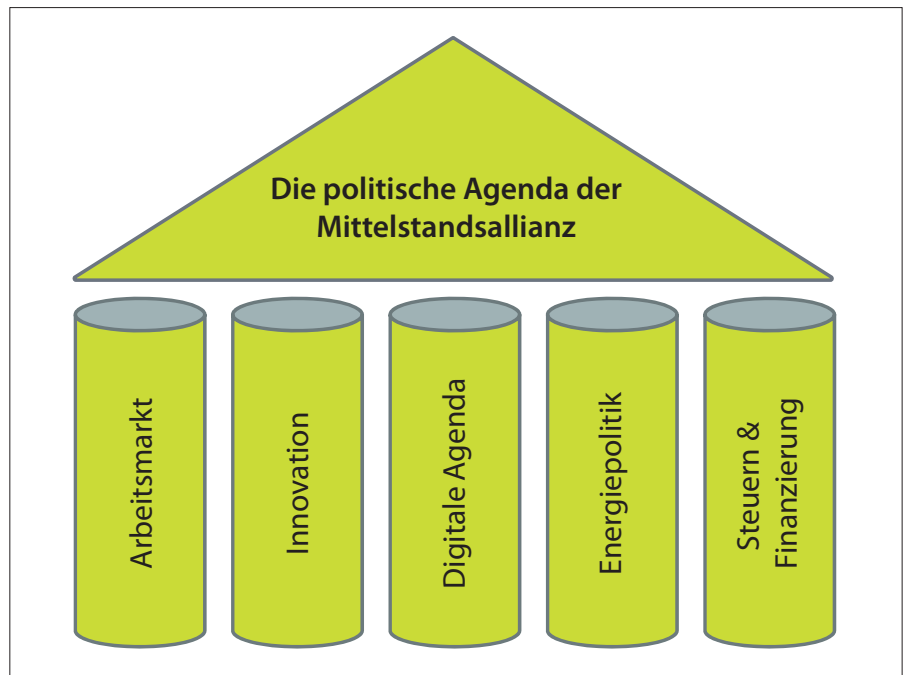 Die politische Agenda der
Mittelstandsallianz
Arbeitsmarkt
Innovation
Digitale Agenda
Energiepolitik
Steuern &
Finanzierung